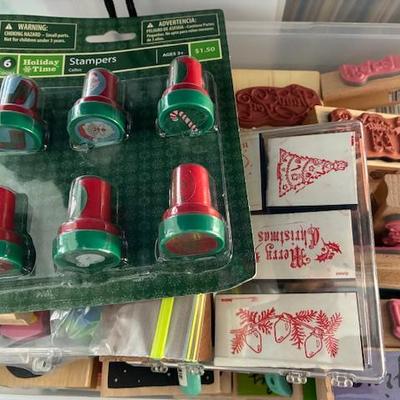 WARNING:
CHOKING HAZARD — Small parts.
Not for children under 3 years.
ADVERTENCIA:
6
Holiday
Time
Stampers
AGES 3+
$1.50
Merry
Christmas